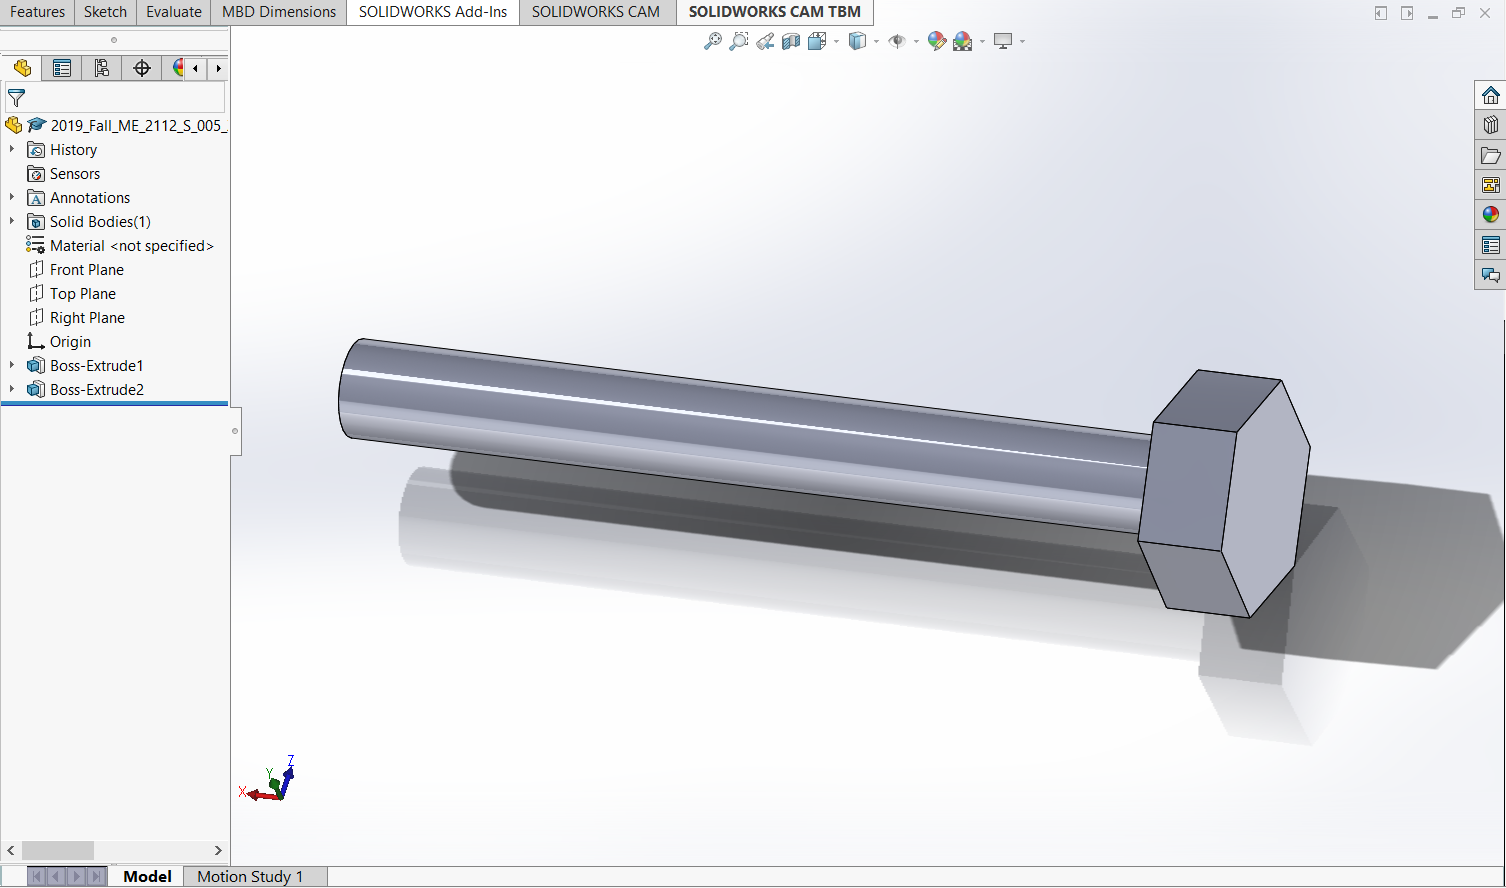 Features Sketch Evaluate MBD Dimensions SOLIDWORKS Add-Ins SOLIDWORKS CAM SOLIDWORKS CAM TBM
2019_Fall_ME_2112_S_005_
History
Sensors
A Annotations
Solid Bodies(1)
Material <not specified>
Front Plane
Top Plane
Right Plane
Origin
Boss-Extrude1
Boss-Extrude2
Z
Y
X
Model Motion Study 1